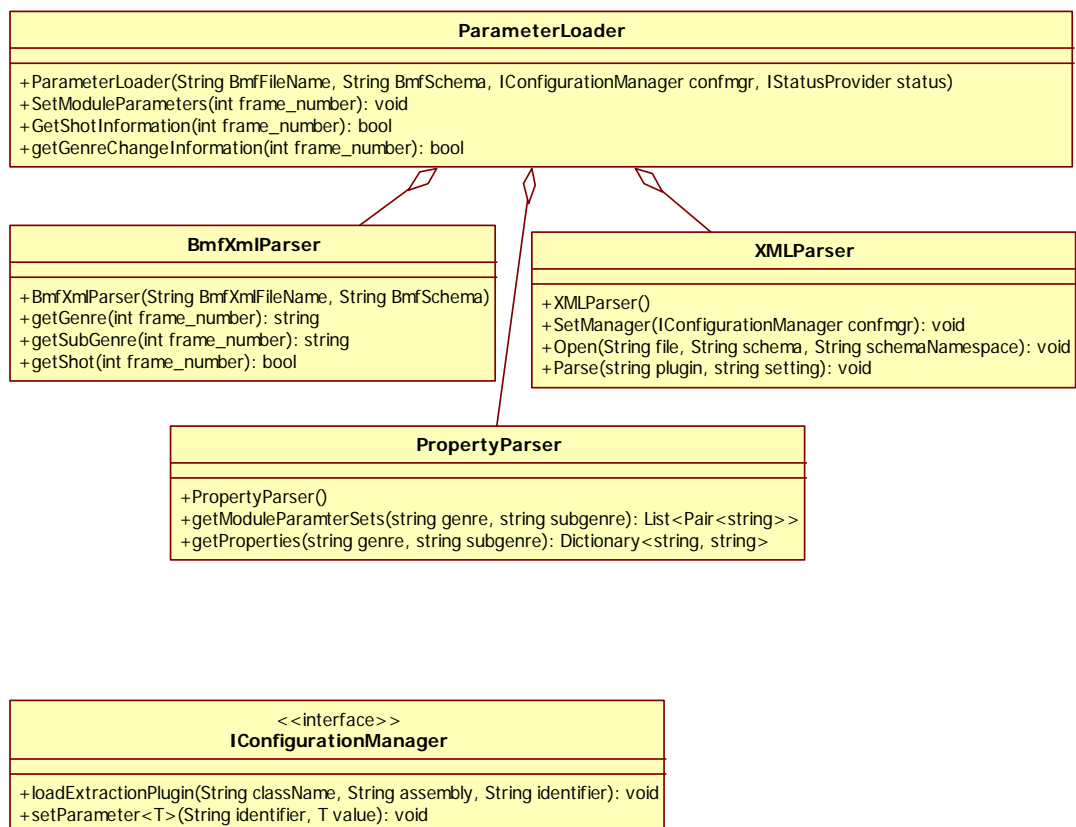 ParameterLoader
+ParameterLoader(String BmfFileName, String BmfSchema, IConfigurationManager confmgr, IStatusProvider status)
+SetModuleParameters(int frame_number): void
+GetShotInformation(int frame_number): bool
+getGenreChangeInformation(int frame_number): bool
BmfXmlParser
+BmfXmlParser(String BmfXmlFileName, String BmfSchema)
+getGenre(int frame_number): string
+getSubGenre(int frame_number): string
+getShot(int frame_number): bool
XMLParser
+XMLParser()
+SetManager(IConfigurationManager confmgr): void
+Open(String file, String schema, String schemaNamespace): void
+Parse(string plugin, string setting): void
PropertyParser
+PropertyParser()
+getModuleParamterSets(string genre, string subgenre): List<Pair<string>>
+getProperties(string genre, string subgenre): Dictionary<string, string>
<<interface>>
IConfigurationManager
+loadExtractionPlugin(String className, String assembly, String identifier): void
+setParameter<T>(String identifier, T value): void